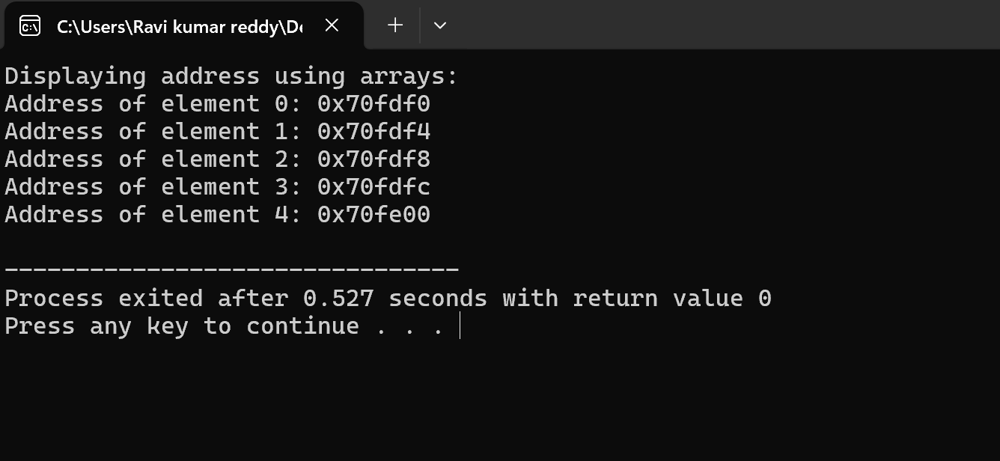 C:\Users\Ravi kumar reddy\De
Displaying address using arrays:
Address of element 0: 0x70fdf0
Address of element 1: 0x70fdf4
Address of element 2: 0x70fdf8
Address of element 3: 0x70fdfc
Address of element 4: 0x70fe00
--------------------------------
Process exited after 0.527 seconds with return value 0
Press any key to continue . . .